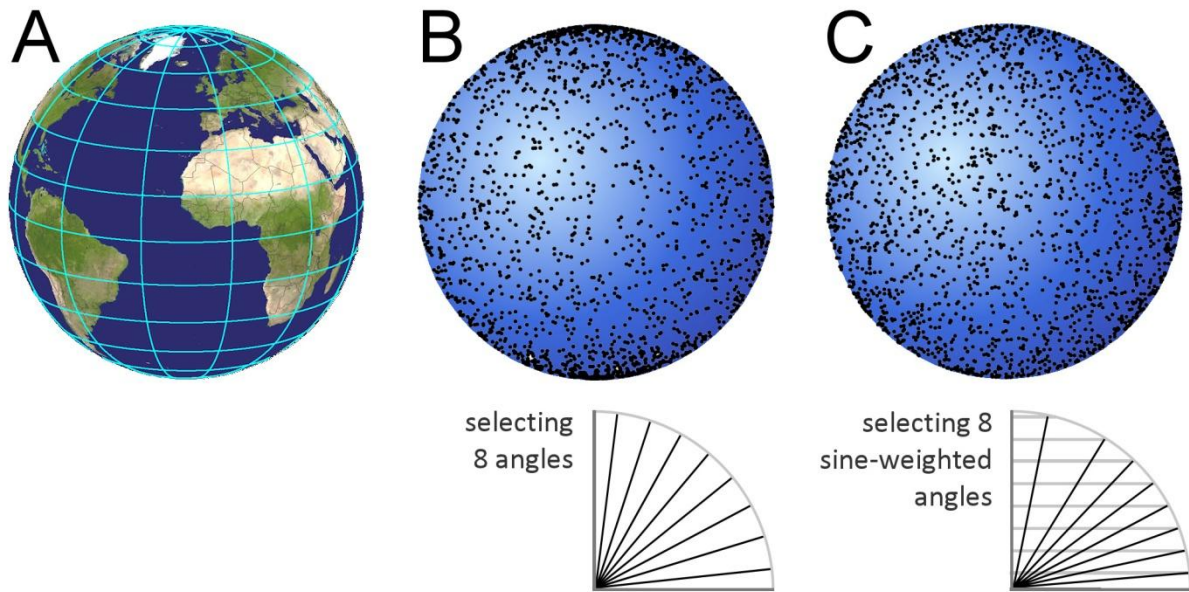 A
B
C
selecting
8 angles
selecting 8
sine-weighted
angles